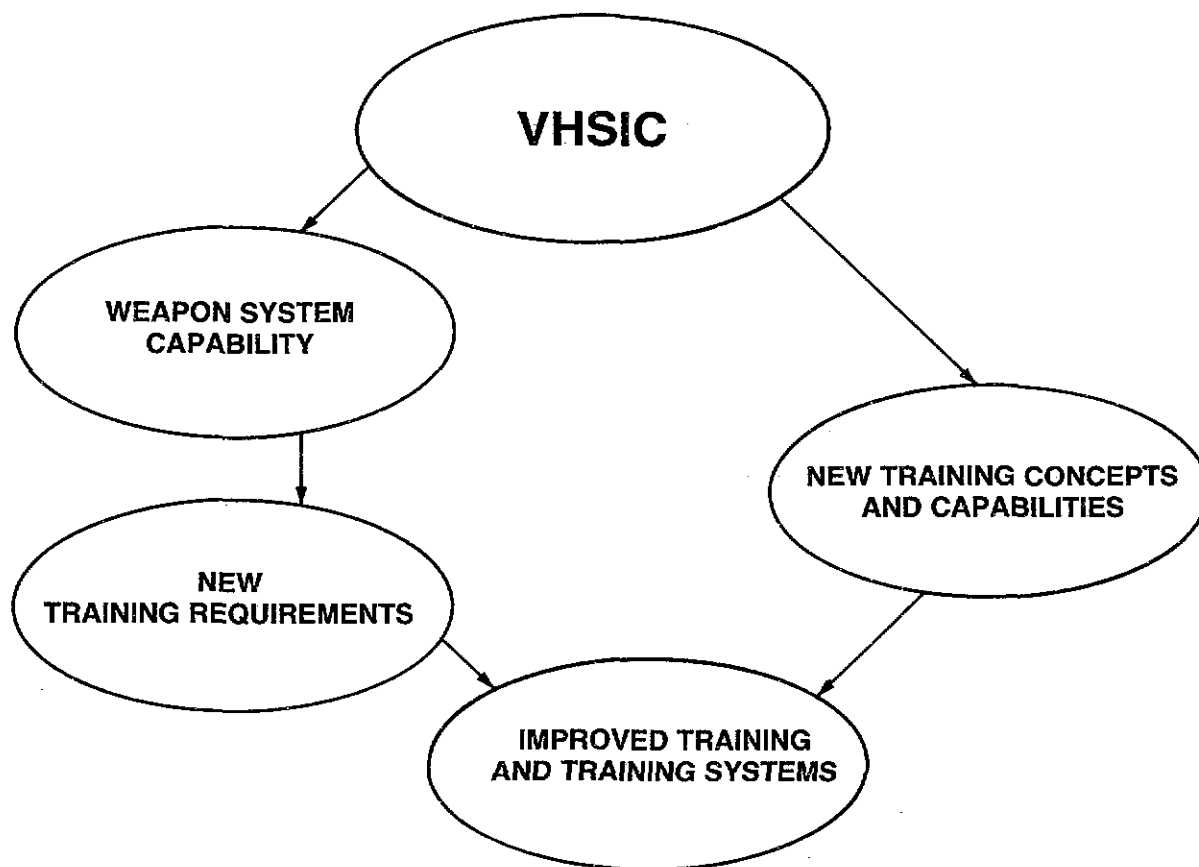 VHSIC
WEAPON SYSTEM
CAPABILITY
NEW TRAINING CONCEPTS
AND CAPABILITIES
NEW
TRAINING REQUIREMENTS
IMPROVED TRAINING
AND TRAINING SYSTEMS